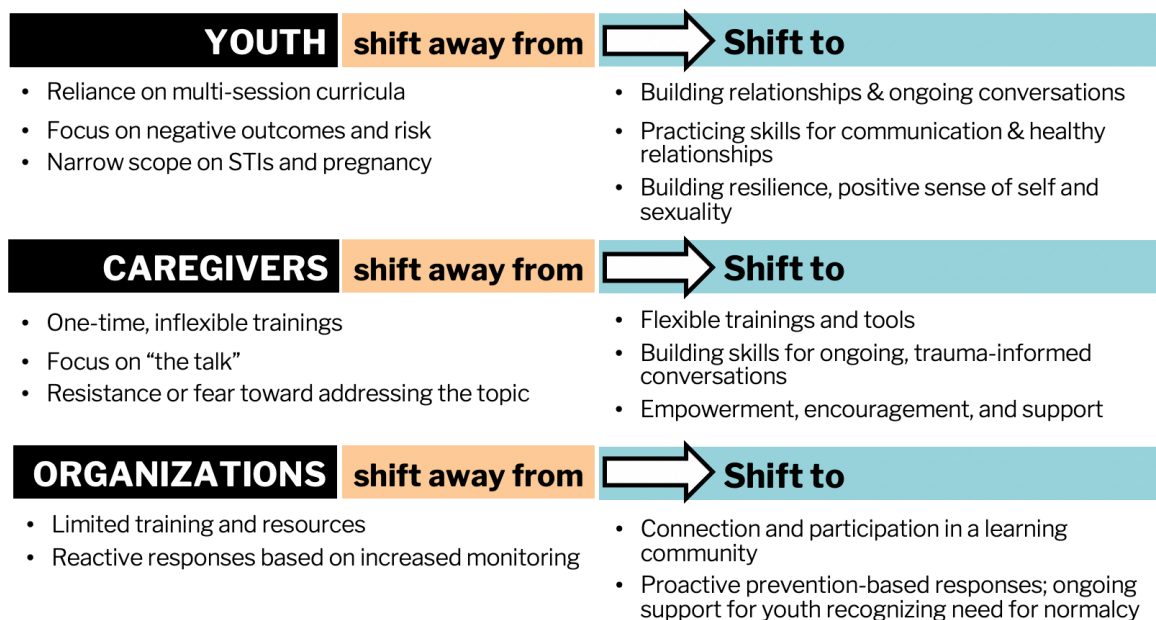 YOUTH shift away from Shift to
• Reliance on multi-session curricula
• Focus on negative outcomes and risk
• Narrow scope on STIs and pregnancy
• Building relationships & ongoing conversations
• Practicing skills for communication & healthy
relationships
• Building resilience, positive sense of self and
sexuality
CAREGIVERS shift away from Shift to
• One-time, inflexible trainings
• Focus on “the talk”
• Resistance or fear toward addressing the topic
• Flexible trainings and tools
• Building skills for ongoing, trauma-informed
conversations
• Empowerment, encouragement, and support
ORGANIZATIONS shift away from Shift to
• Limited training and resources
• Reactive responses based on increased monitoring
• Connection and participation in a learning
community
• Proactive prevention-based responses; ongoing
support for youth recognizing need for normalcy